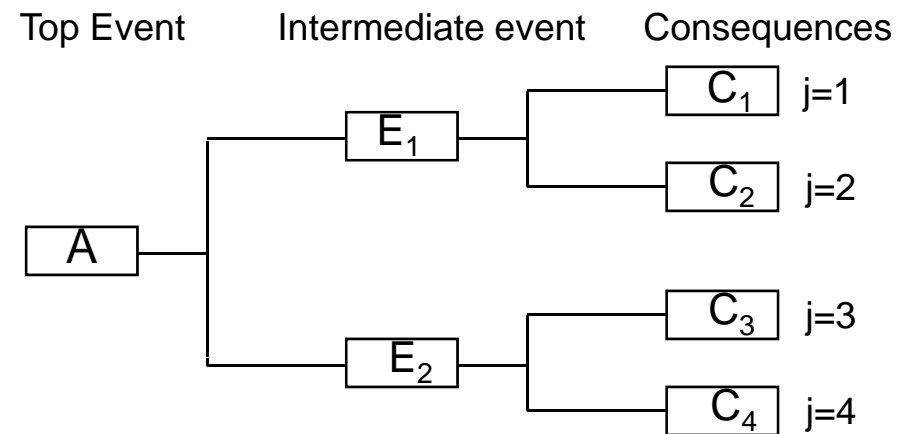 Top Event Intermediate event Consequences
C₁ j=1
E₁
C₂ j=2
A
C₃ j=3
E₂
C₄ j=4